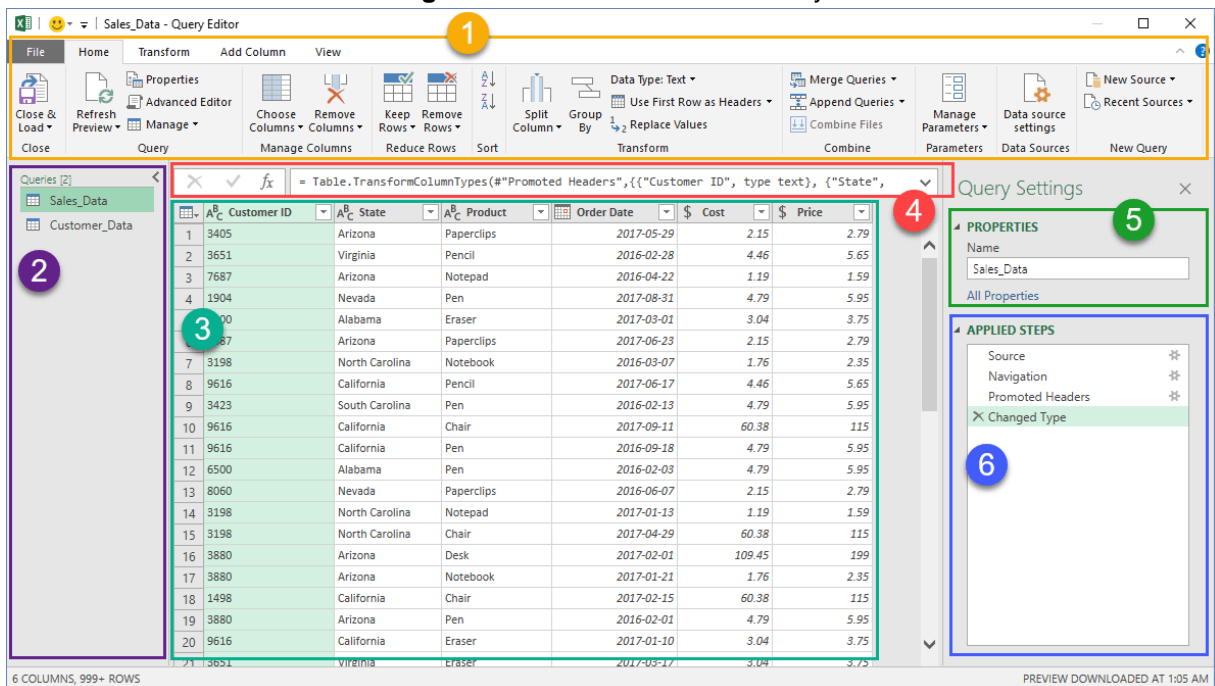 Sales_Data - Query Editor
1
File Home Transform Add Column View
Close & Load
Refresh Preview
Properties
Advanced Editor
Manage
Choose Columns
Remove Columns
Keep Rows
Remove Rows
Split Column
Group By
Data Type: Text
Use First Row as Headers
Replace Values
Merge Queries
Append Queries
Combine Files
Manage Parameters
Data source settings
New Source
Recent Sources
Close Query Manage Columns Reduce Rows Sort Transform Combine Parameters Data Sources New Query
Queries [2]
Sales_Data
Customer_Data
2
fx = Table.TransformColumnTypes(#"Promoted Headers",{{"Customer ID", type text}, {"State",
4
Customer ID State Product Order Date $ Cost $ Price
1 3405 Arizona Paperclips 2017-05-29 2.15 2.79
2 3651 Virginia Pencil 2016-02-28 4.46 5.65
3 7687 Arizona Notepad 2016-04-22 1.19 1.59
4 1904 Nevada Pen 2017-08-31 4.79 5.95
Alabama Eraser 2017-03-01 3.04 3.75
3
Arizona Paperclips 2017-06-23 2.15 2.79
7 3198 North Carolina Notebook 2016-03-07 1.76 2.35
8 9616 California Pencil 2017-06-17 4.46 5.65
9 3423 South Carolina Pen 2016-02-13 4.79 5.95
10 9616 California Chair 2017-09-11 60.38 115
11 9616 California Pen 2016-09-18 4.79 5.95
12 6500 Alabama Pen 2016-02-03 4.79 5.95
13 8060 Nevada Paperclips 2016-06-07 2.15 2.79
14 3198 North Carolina Notepad 2017-01-13 1.19 1.59
15 3198 North Carolina Chair 2017-04-29 60.38 115
16 3880 Arizona Desk 2017-02-01 109.45 199
17 3880 Arizona Notebook 2017-01-21 1.76 2.35
18 1498 California Chair 2017-02-15 60.38 115
19 3880 Arizona Pen 2016-02-01 4.79 5.95
20 9616 California Eraser 2017-01-10 3.04 3.75
21 3651 Virginia Eraser 2017-03-17 3.04 3.75
Query Settings
5
PROPERTIES
Name
Sales_Data
All Properties
APPLIED STEPS
Source
Navigation
Promoted Headers
Changed Type
6
6 COLUMNS, 999+ ROWS
PREVIEW DOWNLOADED AT 1:05 AM